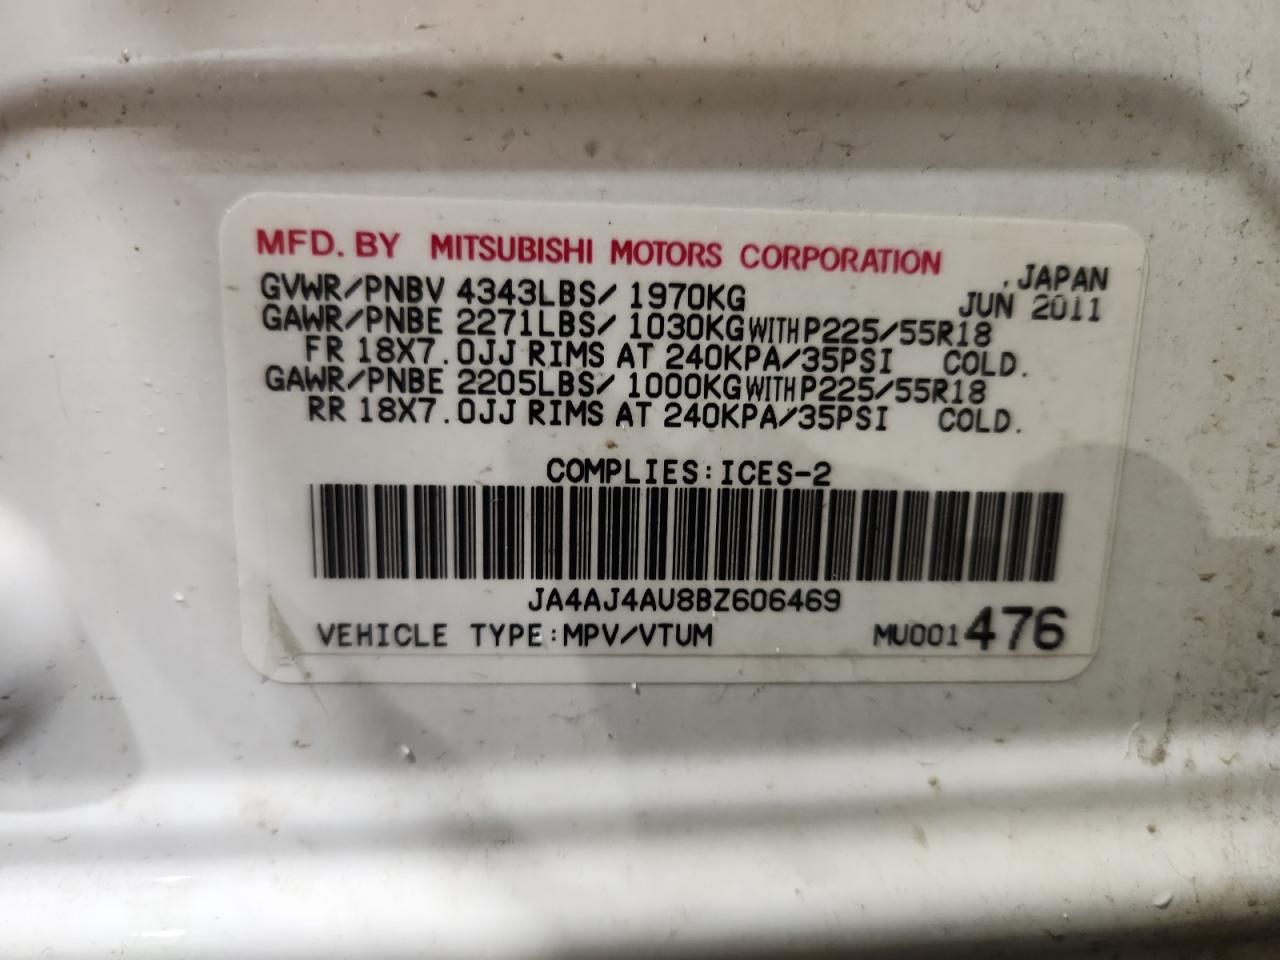 MFD. BY MITSUBISHI MOTORS CORPORATION
, JAPAN
GVWR/PNBV 4343LBS/ 1970KG JUN 2011
GAWR/PNBE 2271LBS/ 1030KG WITH P225/55R18
FR 18X7.0JJ RIMS AT 240KPA/35PSI COLD.
GAWR/PNBE 2205LBS/ 1000KG WITH P225/55R18
RR 18X7.0JJ RIMS AT 240KPA/35PSI COLD.
COMPLIES:ICES-2
JA4AJ4AU8BZ606469
VEHICLE TYPE:MPV/VTUM MU001 476